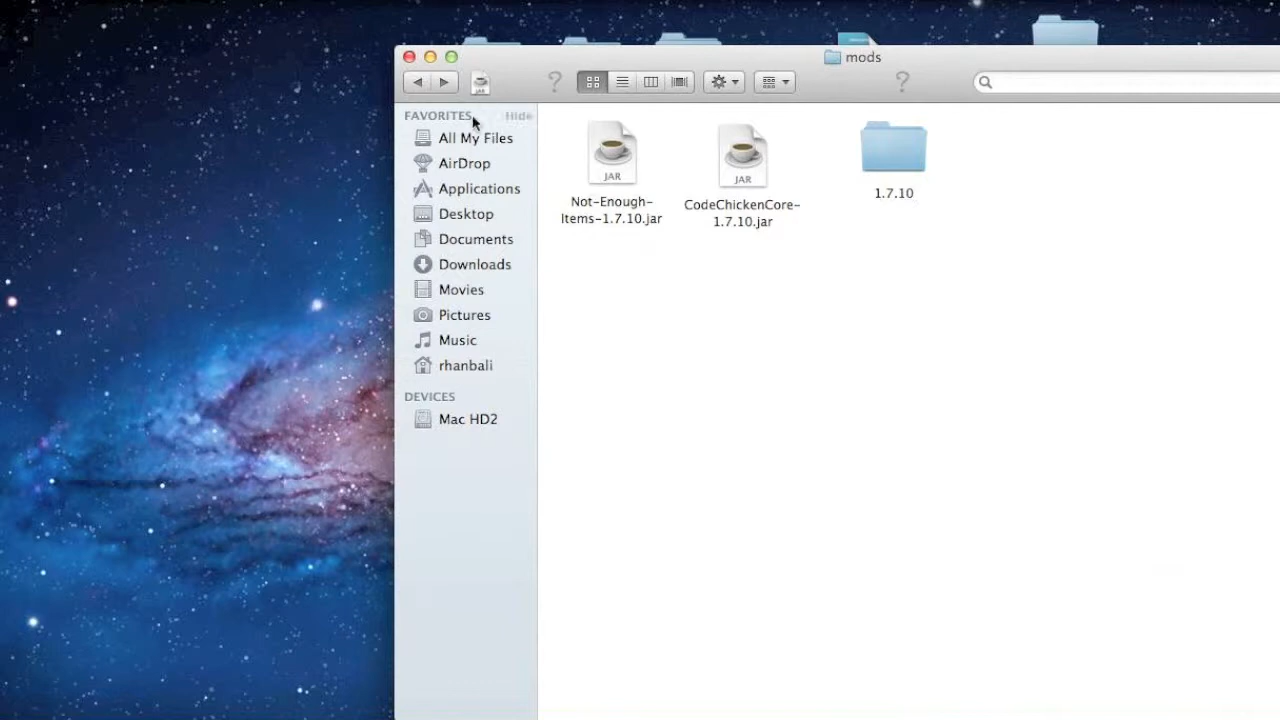 mods
JAR
FAVORITES
Hide
All My Files
AirDrop
Applications
Desktop
Documents
Downloads
Movies
Pictures
Music
rhanbali
DEVICES
Mac HD2
JAR
Not-Enough-
Items-1.7.10.jar
JAR
CodeChickenCore-
1.7.10.jar
1.7.10